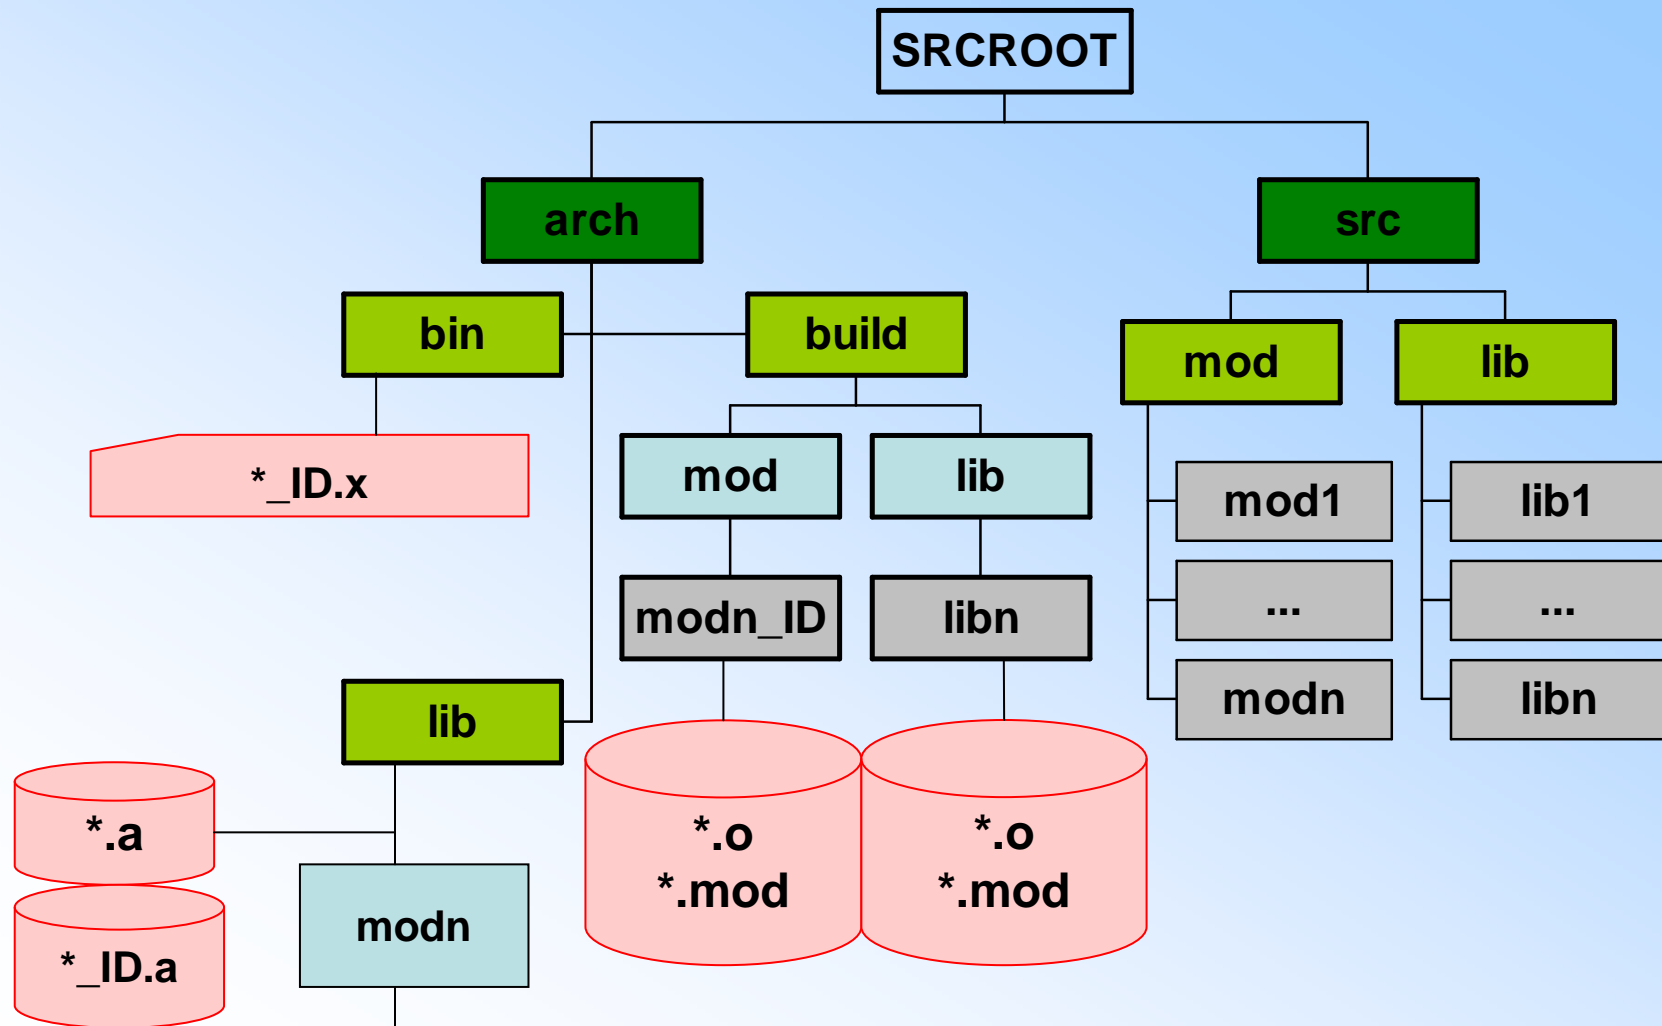 SRCROOT
arch
src
bin
build
mod
lib
*_ID.x
mod
lib
mod1
lib1
modn_ID
libn
...
...
modn
libn
lib
*.a
*.o
*.mod
*.o
*.mod
modn
*_ID.a